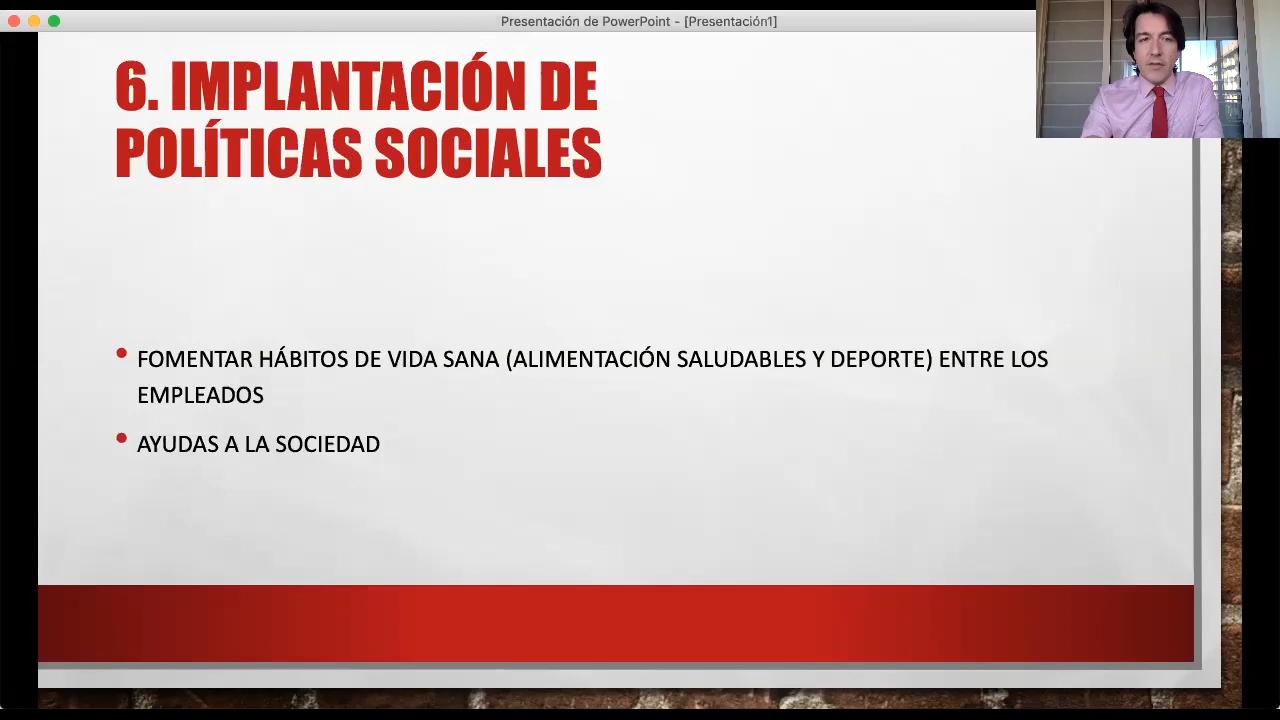 Presentación de PowerPoint - [Presentación1]
6. IMPLANTACIÓN DE
POLÍTICAS SOCIALES
• FOMENTAR HÁBITOS DE VIDA SANA (ALIMENTACIÓN SALUDABLES Y DEPORTE) ENTRE LOS
EMPLEADOS
• AYUDAS A LA SOCIEDAD